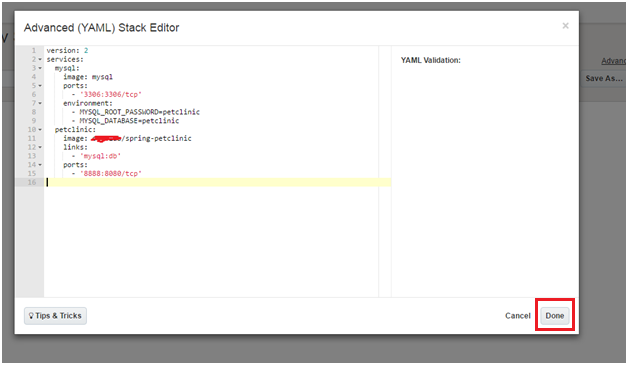 Advanced (YAML) Stack Editor
×
1 version: 2
2 services:
3 mysql:
4 image: mysql
5 ports:
6 - '3306:3306/tcp'
7 environment:
8 - MYSQL_ROOT_PASSWORD=petclinic
9 - MYSQL_DATABASE=petclinic
10 petclinic:
11 image: /spring-petclinic
12 links:
13 - 'mysql:db'
14 ports:
15 - '8888:8080/tcp'
16
YAML Validation:
Advanc
Save As...
Tips & Tricks
Cancel Done